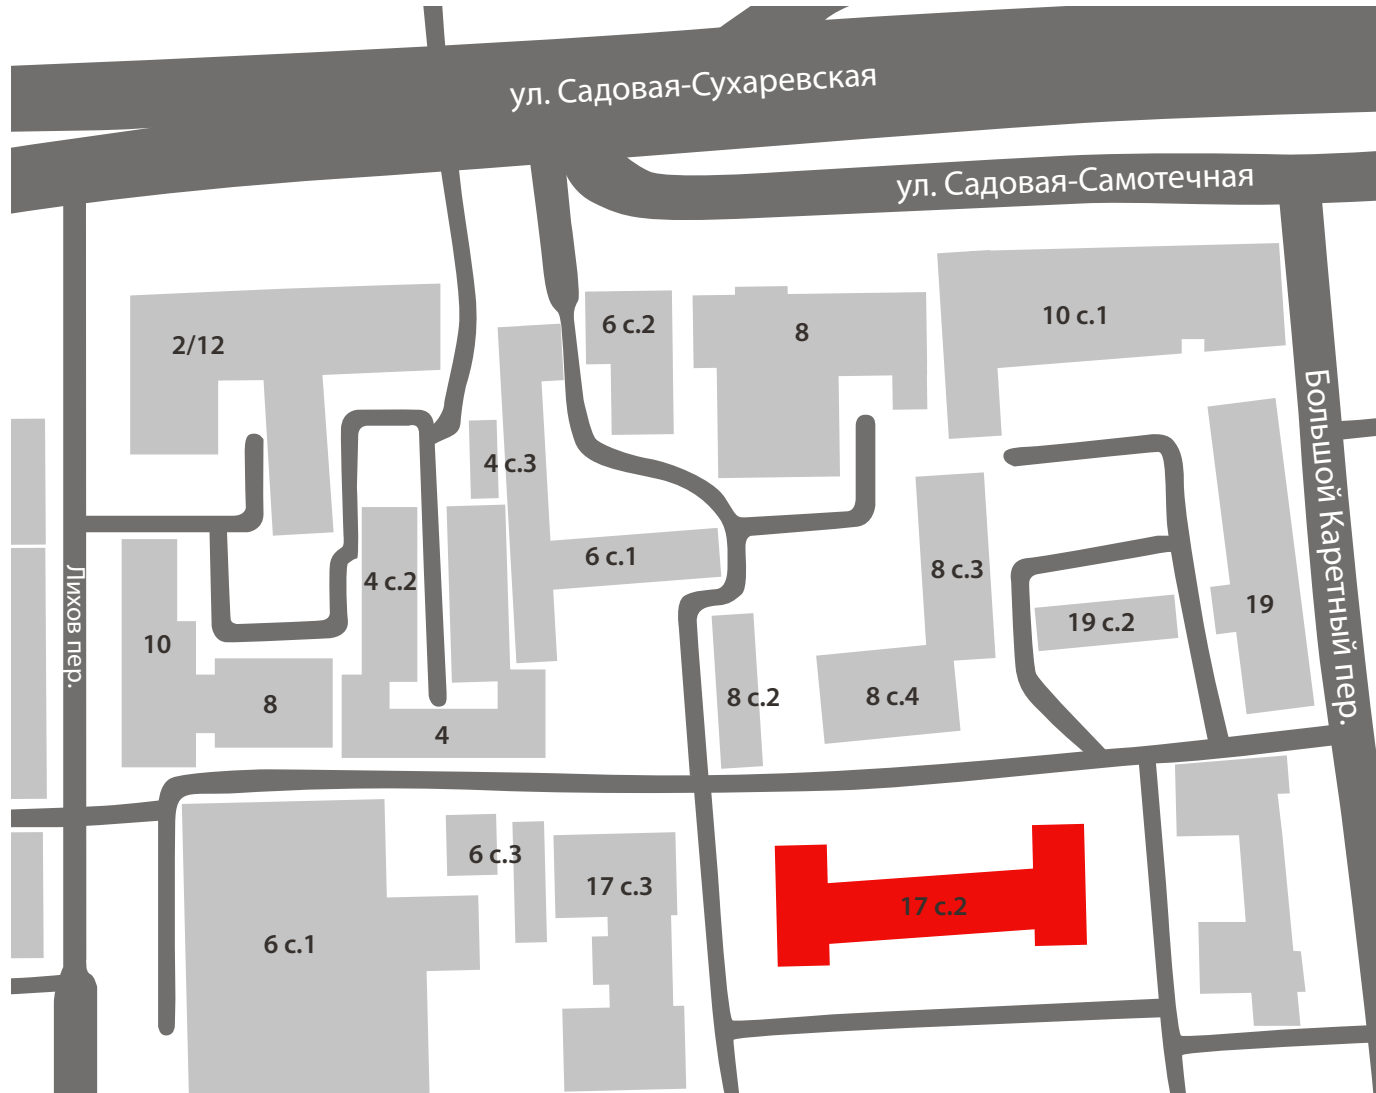 ул. Садовая-Сухаревская
ул. Садовая-Самотечная
10 с.1
6 с.2
8
2/12
Большой Каретный пер.
4 с.3
6 с.1
8 с.3
4 с.2
Лихов пер.
19
19 с.2
10
8 с.2
8 с.4
8
4
6 с.3
17 с.3
17 с.2
6 с.1